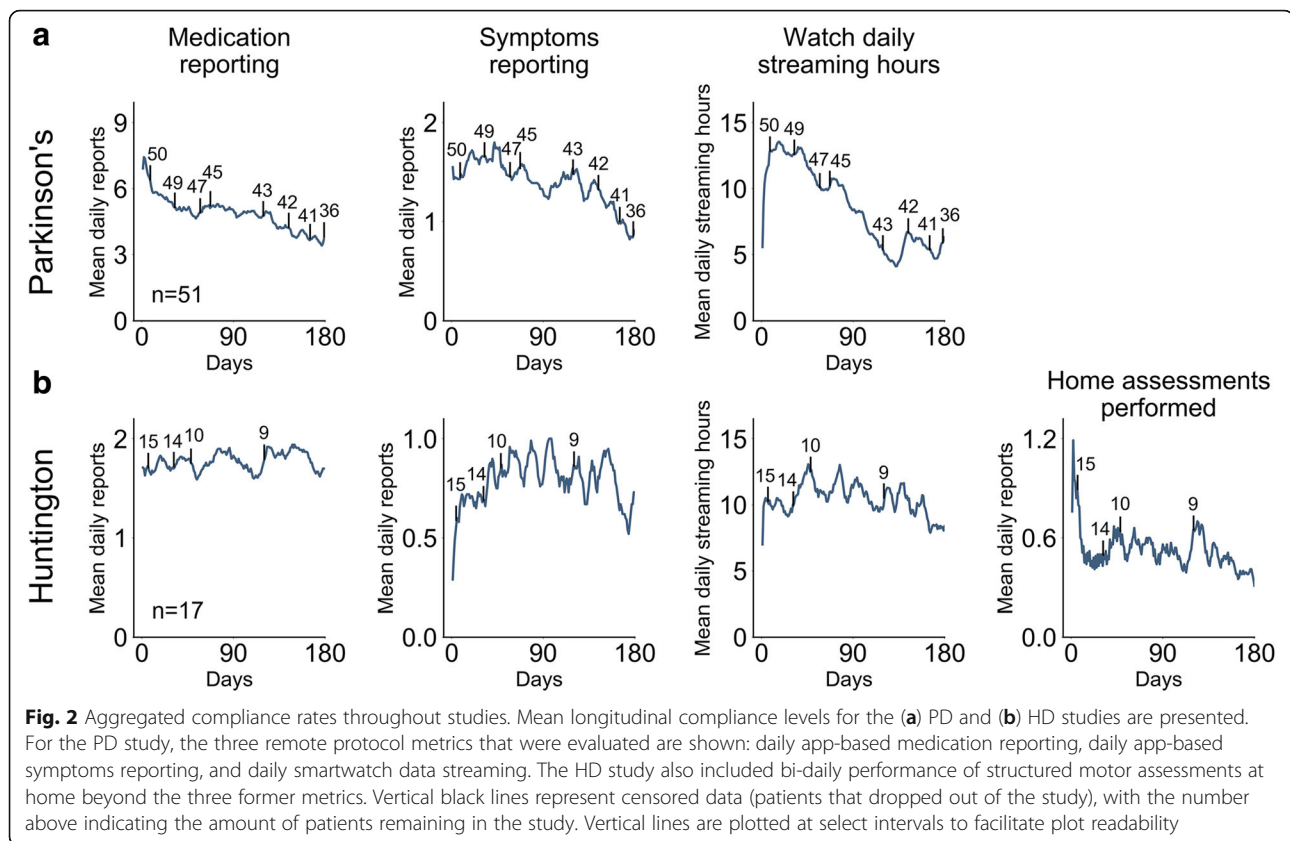 a
Medication
reporting
Symptoms
reporting
Watch daily
streaming hours
Parkinson's
Mean daily reports
9
6
3
0
50
49
47
45
43
42
41
36
n=51
0
90
180
Days
Mean daily reports
2
1
0
50
49
47
45
43
42
41
36
0
90
180
Days
Mean daily streaming hours
15
10
5
0
50
49
47
45
43
42
41
36
0
90
180
Days
b
Home assessments
performed
Huntington
Mean daily reports
2
1
0
15
14
10
9
n=17
0
90
180
Days
Mean daily reports
1.0
0.5
0.0
15
14
10
9
0
90
180
Days
Mean daily streaming hours
15
10
5
0
15
14
10
9
0
90
180
Days
Mean daily reports
1.2
0.6
0.0
15
14
10
9
0
90
180
Days
Fig. 2 Aggregated compliance rates throughout studies. Mean longitudinal compliance levels for the (a) PD and (b) HD studies are presented.
For the PD study, the three remote protocol metrics that were evaluated are shown: daily app-based medication reporting, daily app-based
symptoms reporting, and daily smartwatch data streaming. The HD study also included bi-daily performance of structured motor assessments at
home beyond the three former metrics. Vertical black lines represent censored data (patients that dropped out of the study), with the number
above indicating the amount of patients remaining in the study. Vertical lines are plotted at select intervals to facilitate plot readability